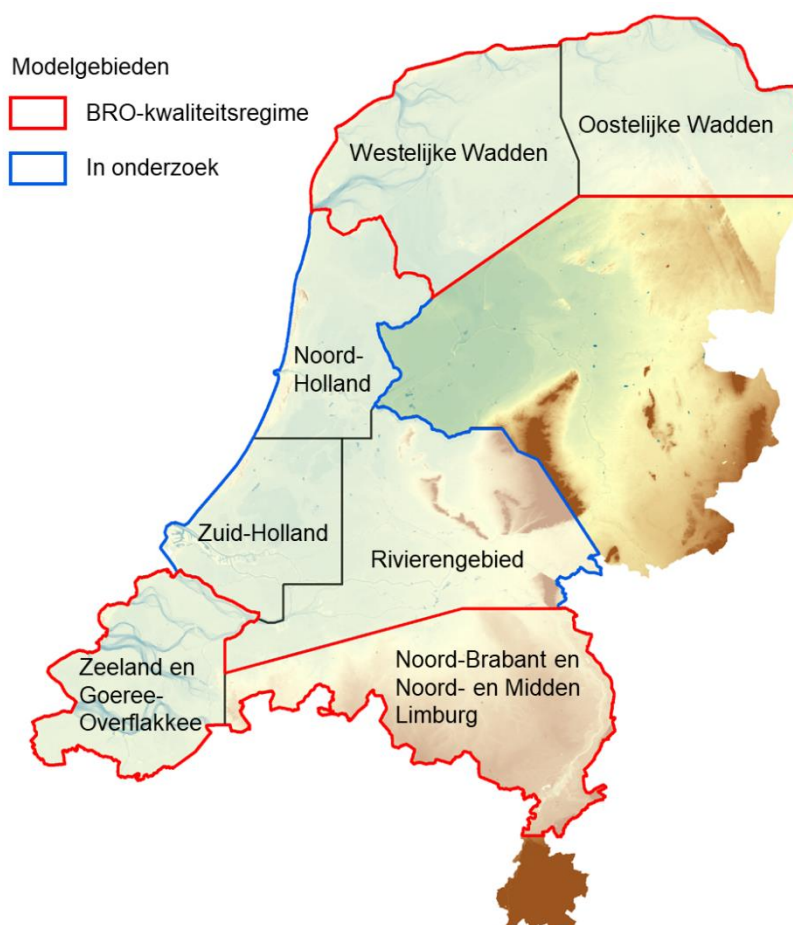 Modelgebieden
BRO-kwaliteitsregime
In onderzoek
Westelijke Wadden
Oostelijke Wadden
Noord-
Holland
Zuid-Holland
Rivierengebied
Zeeland en
Goeree-
Overflakkee
Noord-Brabant en
Noord- en Midden
Limburg